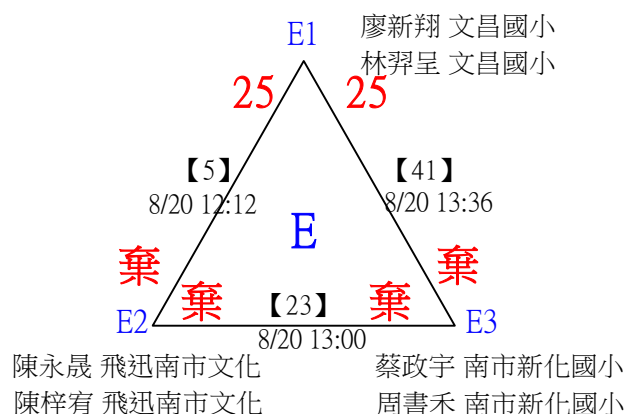 E1
廖新翔 文昌國小
林羿呈 文昌國小
25
25
【5】
8/20 12:12
【41】
8/20 13:36
E
棄
棄
棄
棄
E2
【23】
8/20 13:00
E3
陳永晟 飛迅南市文化
陳梓宥 飛迅南市文化
蔡政宇 南市新化國小
周書禾 南市新化國小